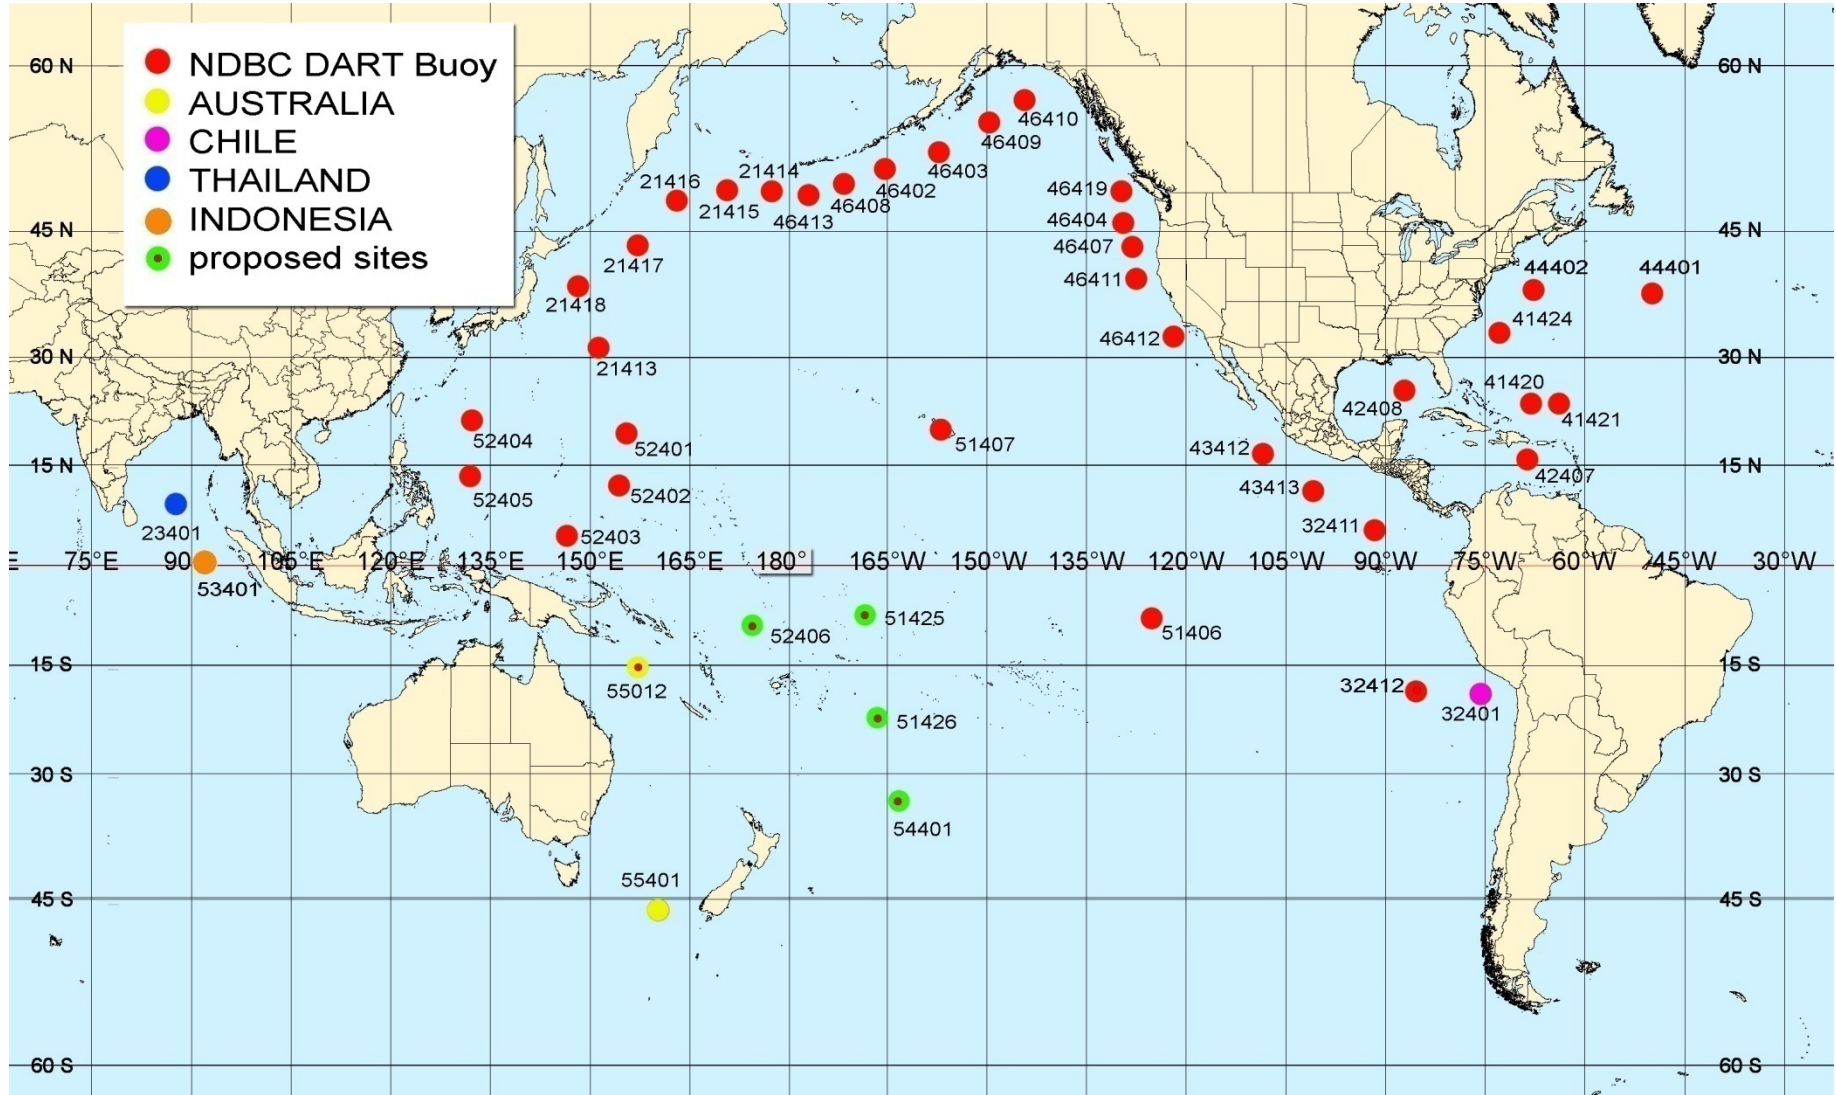 NDBC DART Buoy
AUSTRALIA
CHILE
THAILAND
INDONESIA
proposed sites
60 N
60 N
46410
46409
21414
46403
21416
46402
46419
21415
46408
46413
46404
45 N
45 N
46407
21417
44402
44401
46411
21418
41424
46412
30 N
30 N
21413
41420
42408
41421
52404
52401
51407
43412
15 N
15 N
42407
52405
52402
43413
32411
23401
52403
E
75°E
90
105°E
120°E
135°E
150°E
165°E
180°
165°W
150°W
135°W
120°W
105°W
90°W
75°W
60°W
45°W
30°W
53401
51425
52406
51406
15 S
15 S
55012
32412
32401
51426
30 S
30 S
54401
55401
45 S
45 S
60 S
60 S